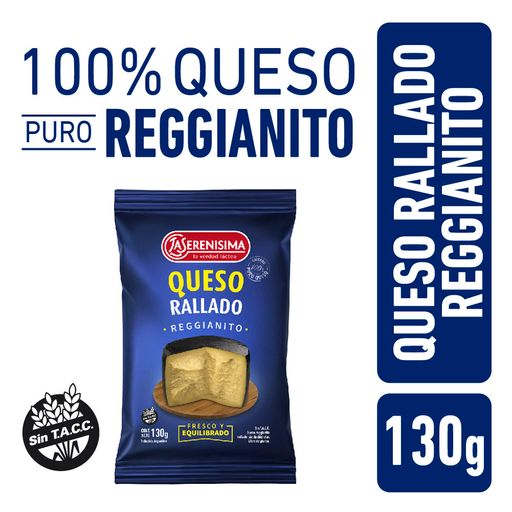 100% QUESO
PURO REGGIANITO
QUESO RALLADO
REGGIANITO
130g
LA SERENISIMA
la verdad láctea
QUESO
RALLADO
• REGGIANITO •
FRESCO Y
EQUILIBRADO
130g
Sin T.A.C.C.